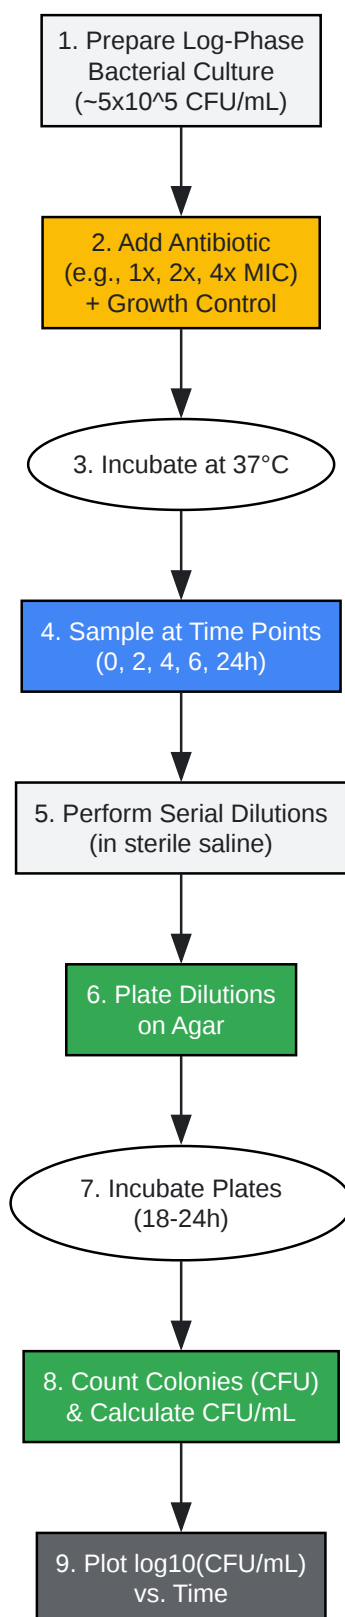 1. Prepare Log-Phase
Bacterial Culture
(~5x10^5 CFU/mL)
2. Add Antibiotic
(e.g., 1x, 2x, 4x MIC)
+ Growth Control
3. Incubate at 37°C
4. Sample at Time Points
(0, 2, 4, 6, 24h)
5. Perform Serial Dilutions
(in sterile saline)
6. Plate Dilutions
on Agar
7. Incubate Plates
(18-24h)
8. Count Colonies (CFU)
& Calculate CFU/mL
9. Plot log10(CFU/mL)
vs. Time